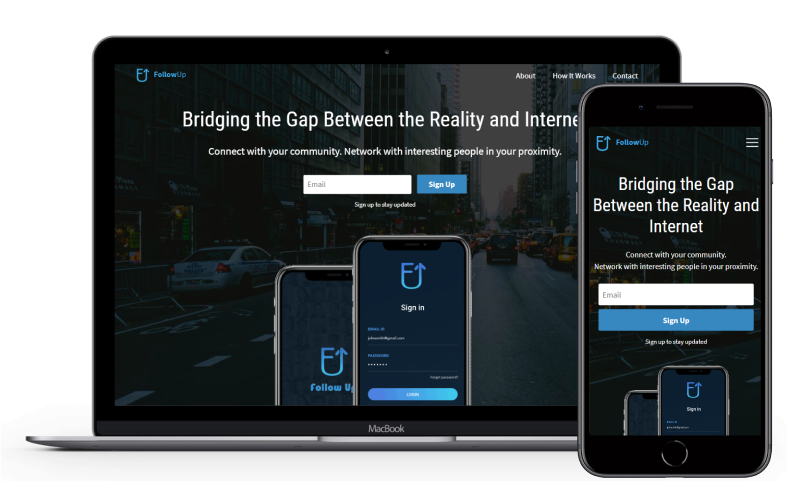 FollowUp
About How It Works Contact
Bridging the Gap Between the Reality and Interne
Connect with your community. Network with interesting people in your proximity.
Email
Sign Up
Sign up to stay updated
Follow U
Sign in
EMAIL ID
johnsmith@gmail.com
PASSWORD
Forgot password?
LOGIN
MacBook
FollowUp
Bridging the Gap
Between the Reality and
Internet
Connect with your community.
Network with interesting people in your proximity.
Email
Sign Up
Sign up to stay updated
Sign in